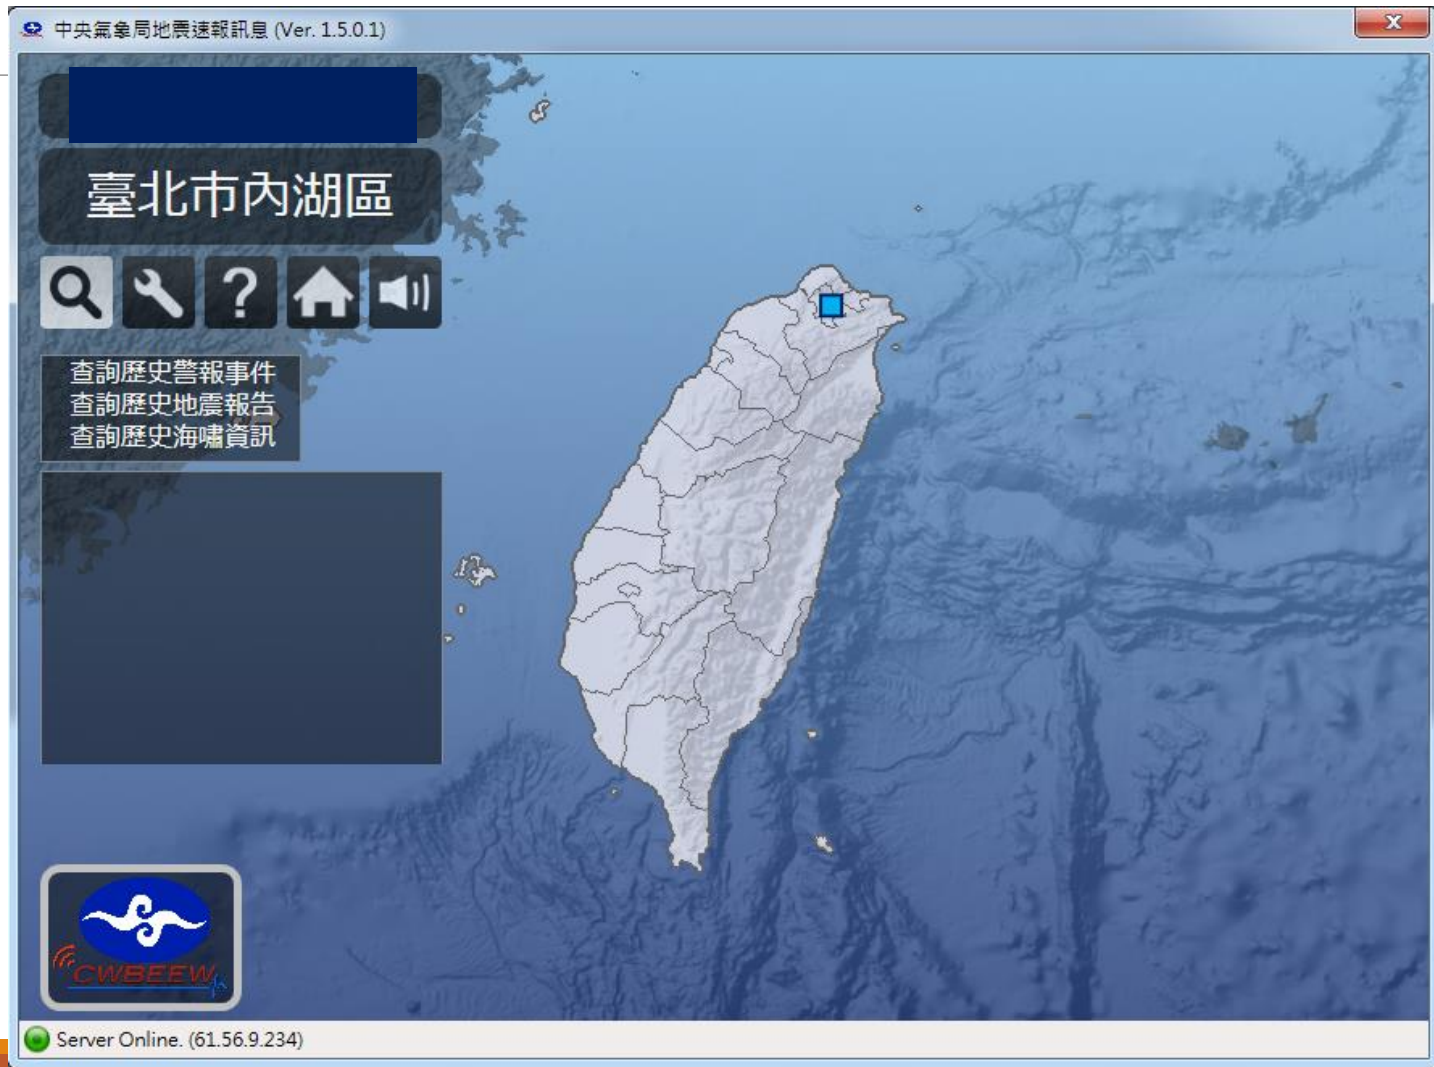 中央氣象局地震速報訊息 (Ver. 1.5.0.1)
臺北市內湖區
查詢歷史警報事件
查詢歷史地震報告
查詢歷史海嘯資訊
CWBEEW
Server Online. (61.56.9.234)